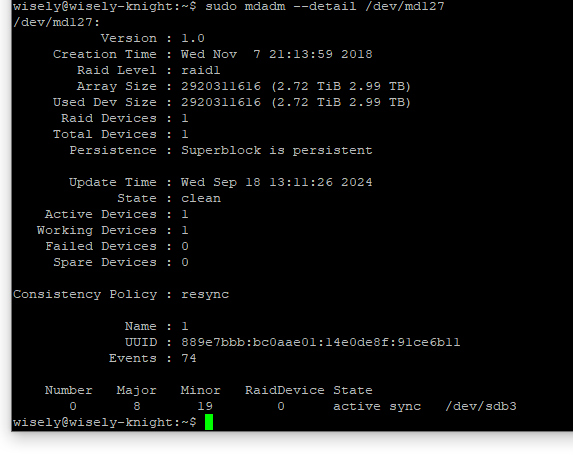 wisely@wisely-knight:~$ sudo mdadm --detail /dev/md127
/dev/md127:
Version : 1.0
Creation Time : Wed Nov  7 21:13:59 2018
Raid Level : raid1
Array Size : 2920311616 (2.72 TiB 2.99 TB)
Used Dev Size : 2920311616 (2.72 TiB 2.99 TB)
Raid Devices : 1
Total Devices : 1
Persistence : Superblock is persistent
Update Time : Wed Sep 18 13:11:26 2024
State : clean
Active Devices : 1
Working Devices : 1
Failed Devices : 0
Spare Devices : 0
Consistency Policy : resync
Name : 1
UUID : 889e7bbb:bc0aae01:14e0de8f:91ce6b11
Events : 74
Number   Major   Minor   RaidDevice State
0       8       19        0      active sync   /dev/sdb3
wisely@wisely-knight:~$